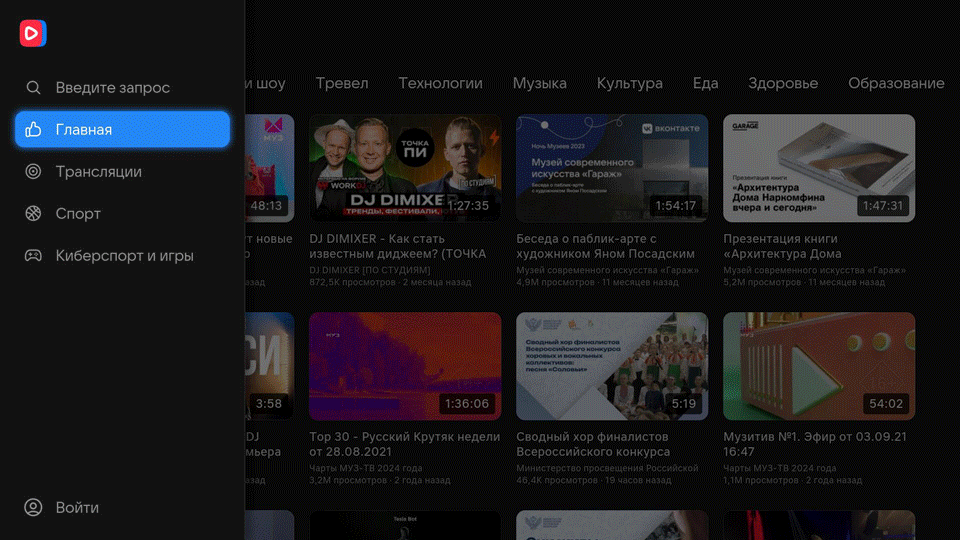 Введите запрос
Главная
Трансляции
Спорт
Киберспорт и игры
Войти
и шоу
Тревел
Технологии
Музыка
Культура
Еда
Здоровье
Образование
МУЗ
48:13
ТОЧКА
ПИ
WORKDJ
[ПО СТУДИЯМ]
DJ DIMIXER
ТРЕНДЫ, ФЕСТИВАЛИ,
1:27:35
вконтакте
Ночь Музеев 2023
Музей современного
искусства «Гараж»
Беседа о паблик-арте
с художником Яном Посадским
1:54:17
GARAGE
Презентация книги
«Архитектура
Дома Наркомфина
вчера и сегодня»
1:47:31
т новые
DJ DIMIXER - Как стать
известным диджеем? (ТОЧКА
DJ DIMIXER [ПО СТУДИЯМ]
672,5K просмотров · 2 месяца назад
Беседа о паблик-арте с
художником Яном Посадским
Музей современного искусства «Гараж»
4,9M просмотров · 11 месяцев назад
Презентация книги
«Архитектура Дома
Музей современного искусства «Гараж»
5,2M просмотров · 11 месяцев назад
азад
СИ
3:58
МУЗ
1:36:06
Сводный хор финалистов
Всероссийского конкурса
хоровых и вокальных
коллективов:
песня «Соловьи»
5:19
МУЗ
16+
54:02
DJ
мьера
Top 30 - Русский Крутяк недели
от 28.08.2021
Чарты МУЗ-ТВ 2024 года
3,2M просмотров · 2 года назад
Сводный хор финалистов
Всероссийского конкурса
Министерство просвещения Российской
46,4K просмотров · 19 часов назад
Музитив №1. Эфир от 03.09.21
16:47
Чарты МУЗ-ТВ 2024 года
1,1M просмотров · 2 года назад
азад
Tesla Bot